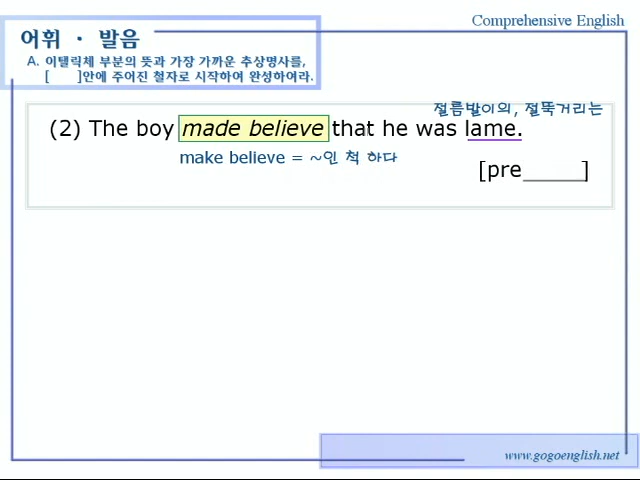 Comprehensive English
어휘 · 발음
A. 이탤릭체 부분의 뜻과 가장 가까운 추상명사를,
[ ]안에 주어진 철자로 시작하여 완성하여라.
절름발이의, 절뚝거리는
(2) The boy made believe that he was lame.
make believe = ~인 척 하다
[pre_____]
www.gogoenglish.net